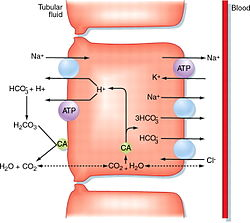 Tubular
fluid
Blood
Na+
Na+
ATP
K+
HCO3- + H+
H+
Na+
ATP
3HCO3-
H2CO3
CA
CA
HCO3-
H2O + CO2
CO2 + H2O
Cl-